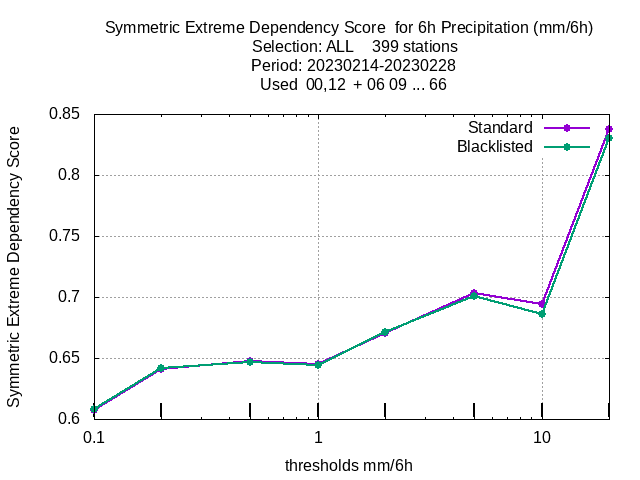 Symmetric Extreme Dependency Score  for 6h Precipitation (mm/6h)
Selection: ALL    399 stations
Period: 20230214-20230228
Used  00,12  + 06 09 ... 66
Standard
Blacklisted
Symmetric Extreme Dependency Score
0.85
0.8
0.75
0.7
0.65
0.6
0.1
1
10
thresholds mm/6h